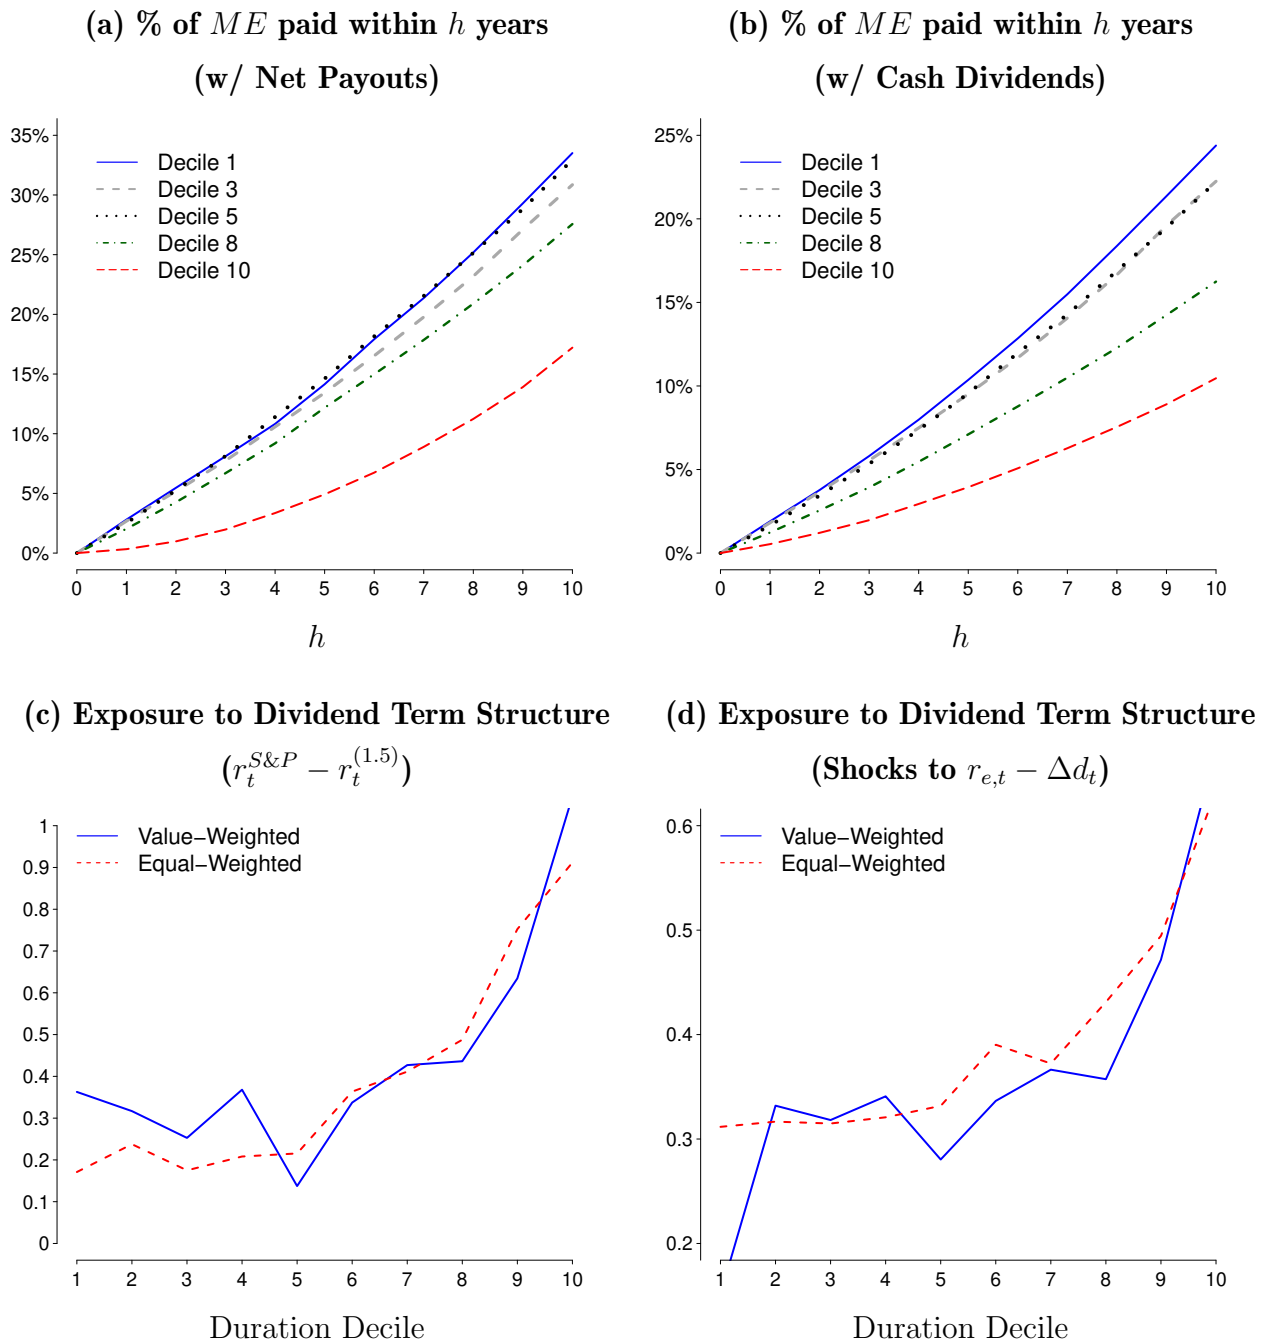 (a) % of ME paid within h years
(w/ Net Payouts)
35%
30%
25%
20%
15%
10%
5%
0%
Decile 1
Decile 3
Decile 5
Decile 8
Decile 10
0 1 2 3 4 5 6 7 8 9 10
h
(b) % of ME paid within h years
(w/ Cash Dividends)
25%
20%
15%
10%
5%
0%
Decile 1
Decile 3
Decile 5
Decile 8
Decile 10
0 1 2 3 4 5 6 7 8 9 10
h
(c) Exposure to Dividend Term Structure
(r_t^{S&P} − r_t^{(1.5)})
1
0.9
0.8
0.7
0.6
0.5
0.4
0.3
0.2
0.1
0
Value−Weighted
Equal−Weighted
1 2 3 4 5 6 7 8 9 10
Duration Decile
(d) Exposure to Dividend Term Structure
(Shocks to r_{e,t} − Δd_t)
0.6
0.5
0.4
0.3
0.2
Value−Weighted
Equal−Weighted
1 2 3 4 5 6 7 8 9 10
Duration Decile